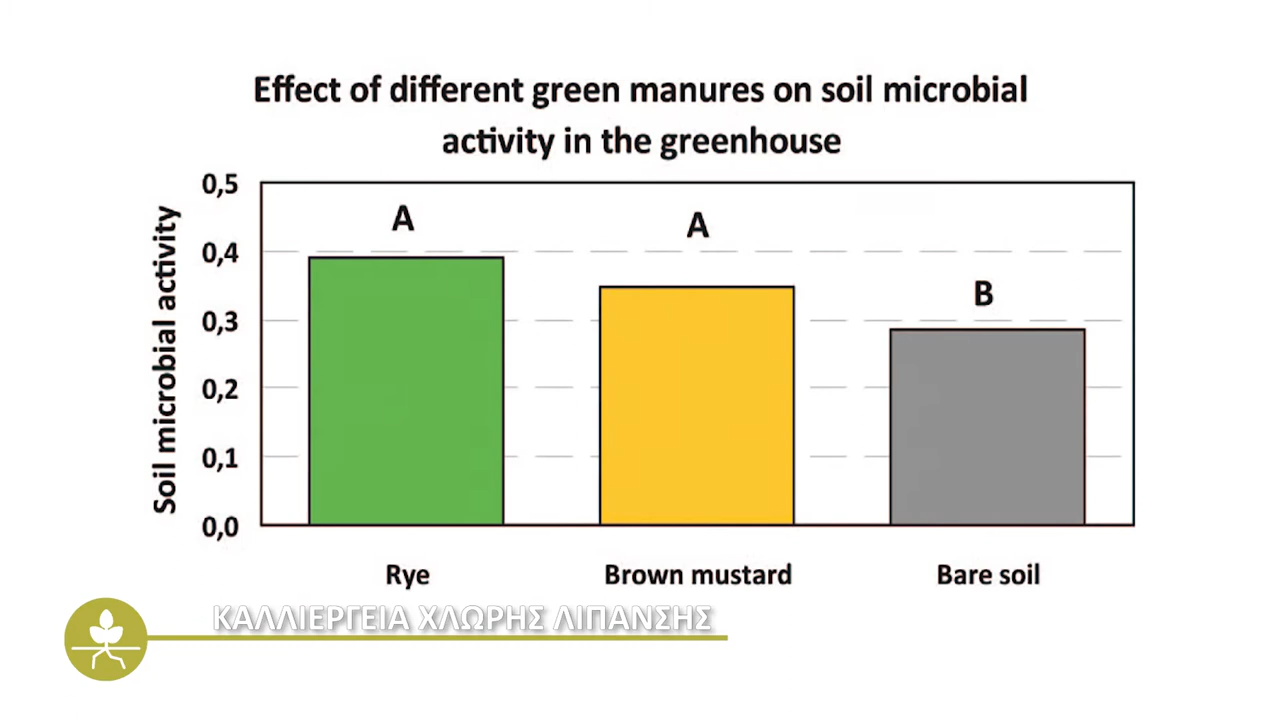 Effect of different green manures on soil microbial
activity in the greenhouse
Soil microbial activity
0,5
0,4
0,3
0,2
0,1
0,0
A
A
B
Rye
Brown mustard
Bare soil
ΚΑΛΛΙΕΡΓΕΙΑ ΧΛΩΡΗΣ ΛΙΠΑΝΣΗΣ